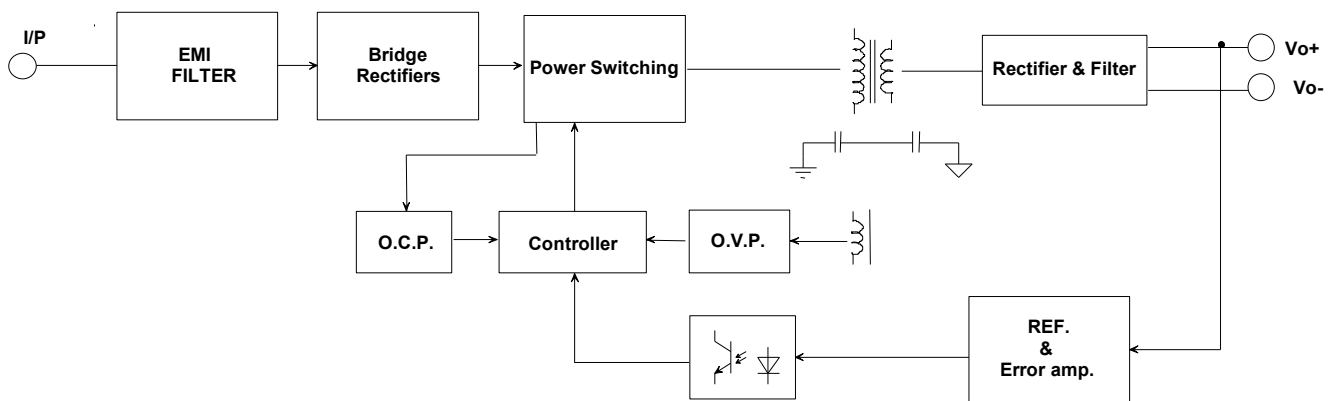 I/P
EMI
FILTER
Bridge
Rectifiers
Power Switching
Rectifier & Filter
Vo+
Vo-
O.C.P.
Controller
O.V.P.
REF.
&
Error amp.